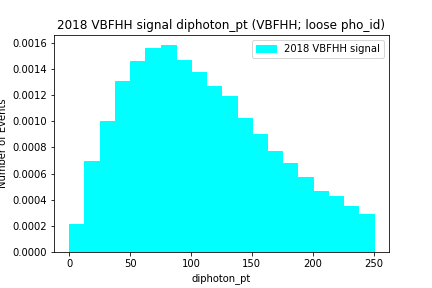 2018 VBFHH signal diphoton_pt (VBFHH; loose pho_id)
2018 VBFHH signal
0.0016
0.0014
0.0012
0.0010
0.0008
0.0006
0.0004
0.0002
0.0000
Number of Events
0 50 100 150 200 250
diphoton_pt